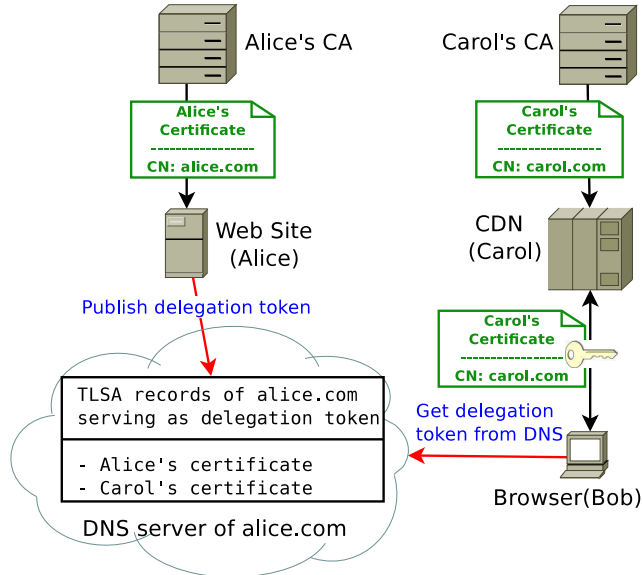 Alice's CA
Carol's CA
Alice's
Certificate
-------------------
CN: alice.com
Carol's
Certificate
-------------------
CN: carol.com
Web Site
(Alice)
CDN
(Carol)
Publish delegation token
Carol's
Certificate
-------------------
CN: carol.com
TLSA records of alice.com
serving as delegation token
- Alice's certificate
- Carol's certificate
DNS server of alice.com
Get delegation
token from DNS
Browser(Bob)